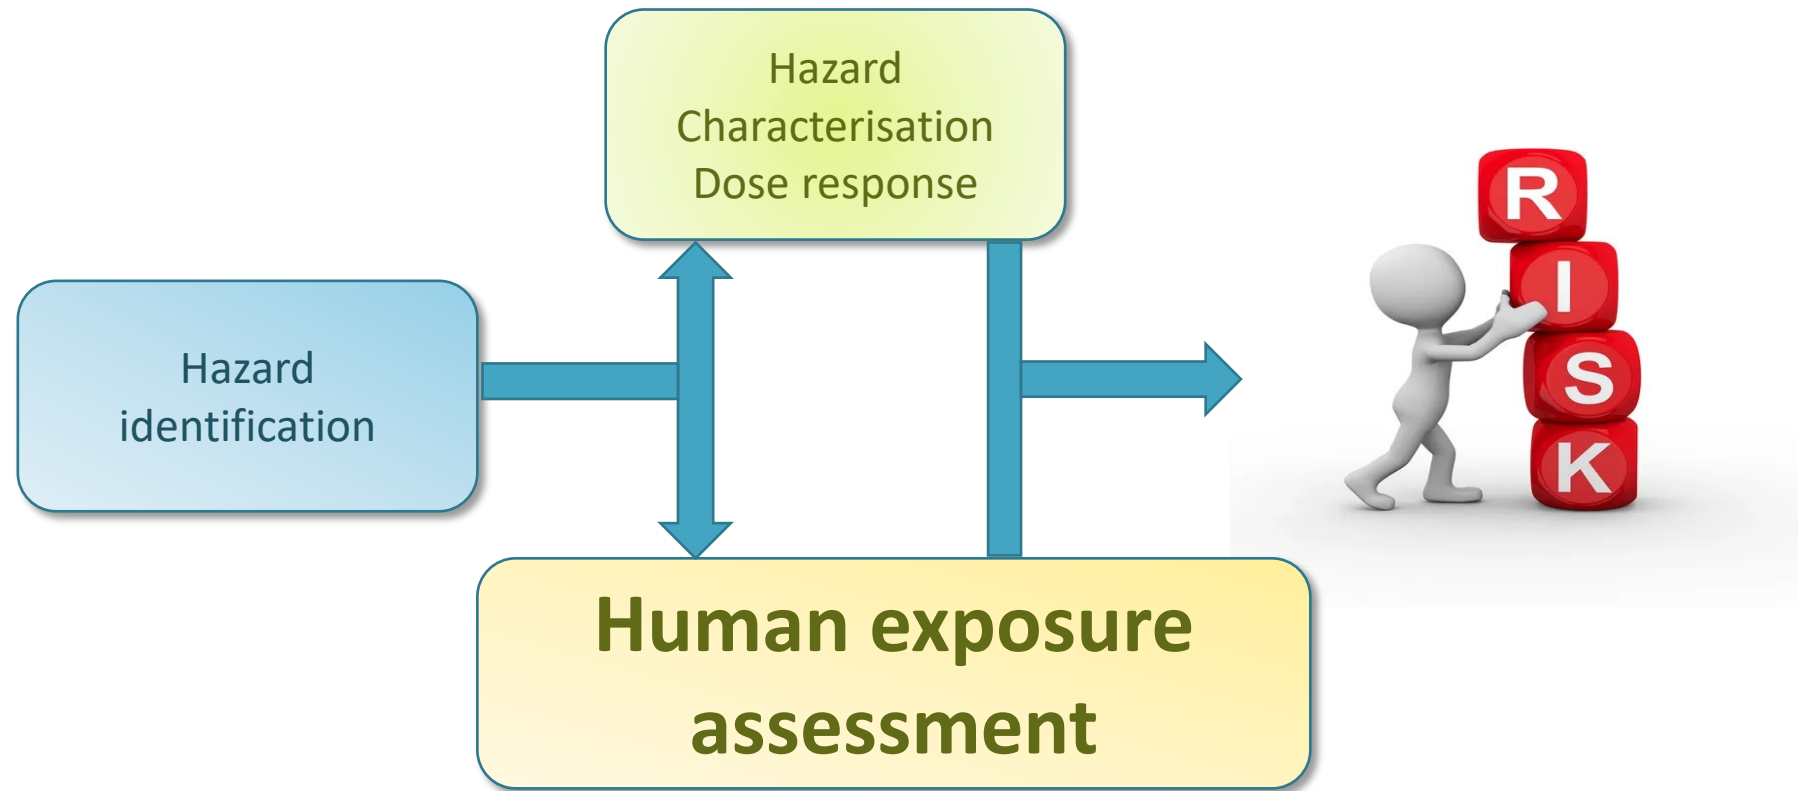 Hazard
Characterisation
Dose response
Hazard
identification
Human exposure
assessment
R
I
S
K